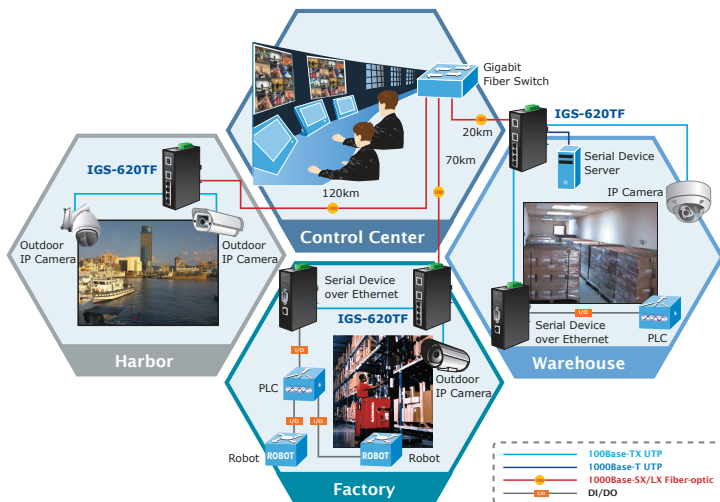 Gigabit
Fiber Switch
IGS-620TF
20km
70km
120km
Control Center
IGS-620TF
Outdoor
IP Camera
Outdoor
IP Camera
Harbor
Serial Device
Server
IP Camera
I/O
Serial Device
over Ethernet
PLC
Warehouse
Serial Device
over Ethernet
IGS-620TF
I/O
PLC
I/O
I/O
Outdoor
IP Camera
Robot
ROBOT
ROBOT
Robot
Factory
100Base-TX UTP
1000Base-T UTP
1000Base-SX/LX Fiber-optic
I/O
DI/DO